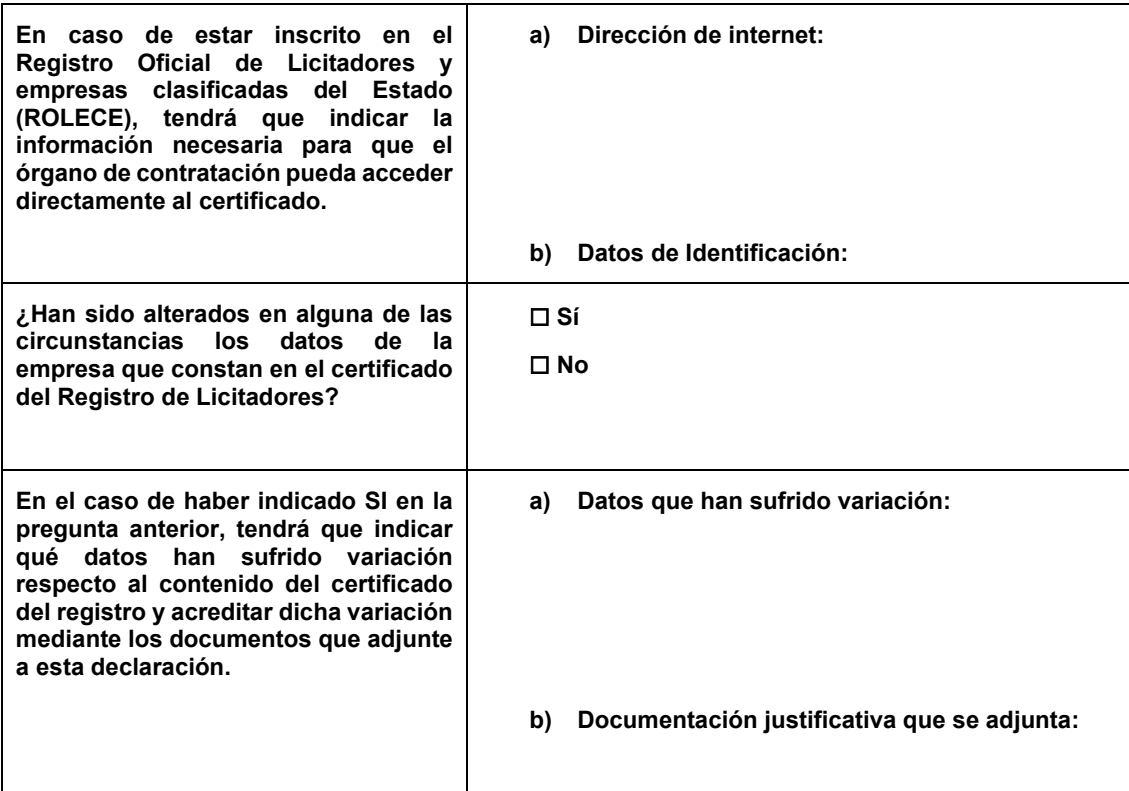 En caso de estar inscrito en el
Registro Oficial de Licitadores y
empresas clasificadas del Estado
(ROLECE), tendrá que indicar la
información necesaria para que el
órgano de contratación pueda acceder
directamente al certificado.
a) Dirección de internet:
b) Datos de Identificación:
¿Han sido alterados en alguna de las
circunstancias los datos de la
empresa que constan en el certificado
del Registro de Licitadores?
☐ Sí
☐ No
En el caso de haber indicado SI en la
pregunta anterior, tendrá que indicar
qué datos han sufrido variación
respecto al contenido del certificado
del registro y acreditar dicha variación
mediante los documentos que adjunte
a esta declaración.
a) Datos que han sufrido variación:
b) Documentación justificativa que se adjunta: